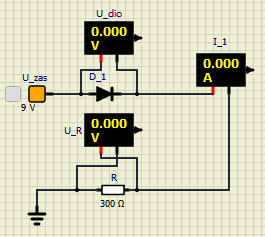 U_dio
0.000
V
I_1
0.000
A
U_zas
D_1
9 V
U_R
0.000
V
R
300 Ω